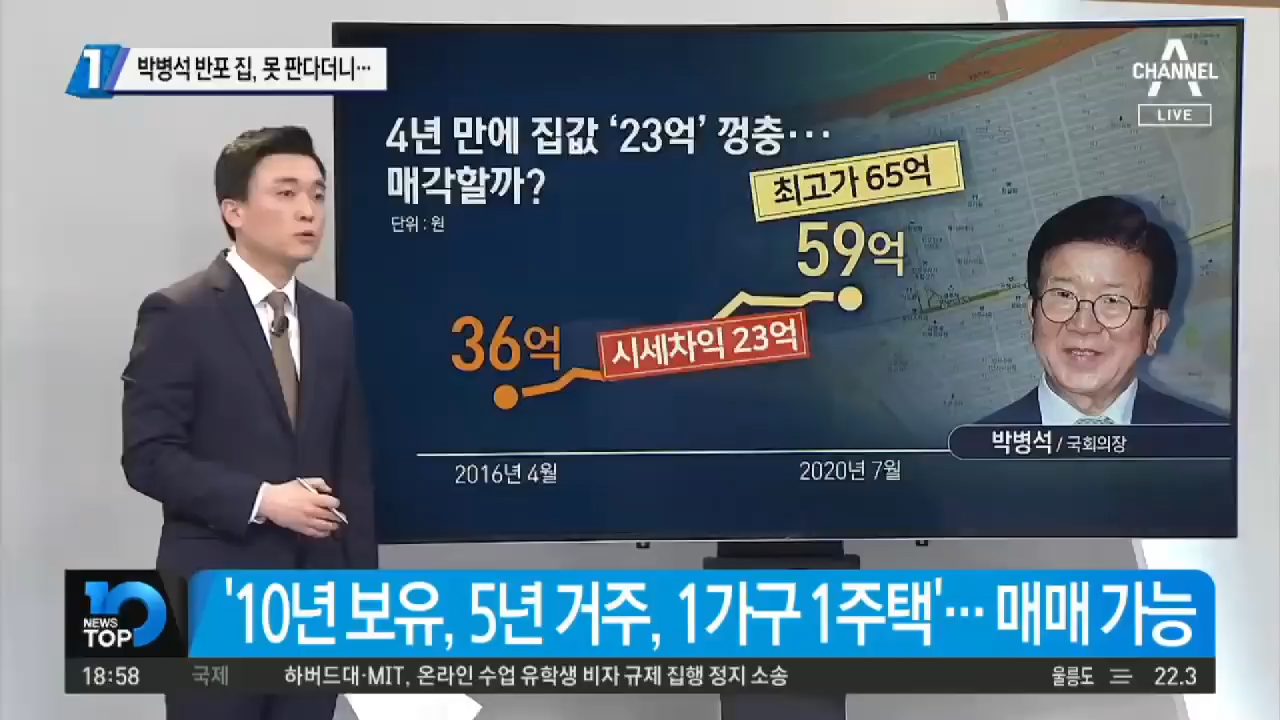 1 박병석 반포 집, 못 판다더니…
CHANNEL A
LIVE
4년 만에 집값 ‘23억’ 껑충…
매각할까?
단위 : 원
최고가 65억
59억
36억
시세차익 23억
박병석 / 국회의장
2016년 4월
2020년 7월
NEWS
TOP
10
'10년 보유, 5년 거주, 1가구 1주택'… 매매 가능
18:58 국제 하버드대·MIT, 온라인 수업 유학생 비자 규제 집행 정지 소송 울릉도 22.3